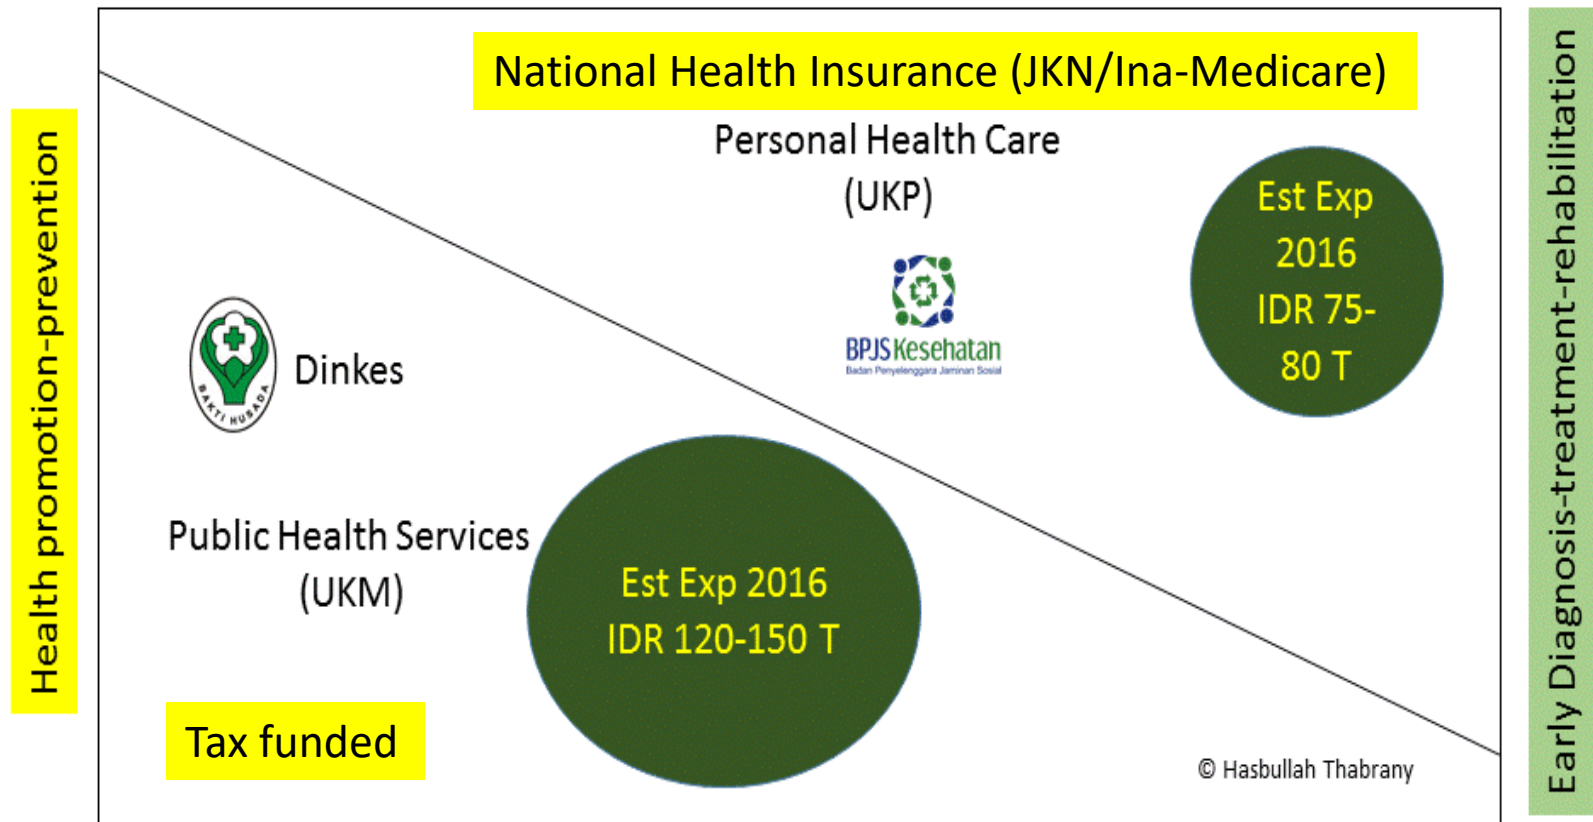 Health promotion-prevention
National Health Insurance (JKN/Ina-Medicare)
Personal Health Care
(UKP)
BPJS Kesehatan
Badan Penyelenggara Jaminan Sosial
Est Exp
2016
IDR 75-
80 T
BAKTI HUSADA
Dinkes
Public Health Services
(UKM)
Est Exp 2016
IDR 120-150 T
Tax funded
© Hasbullah Thabrany
Early Diagnosis-treatment-rehabilitation